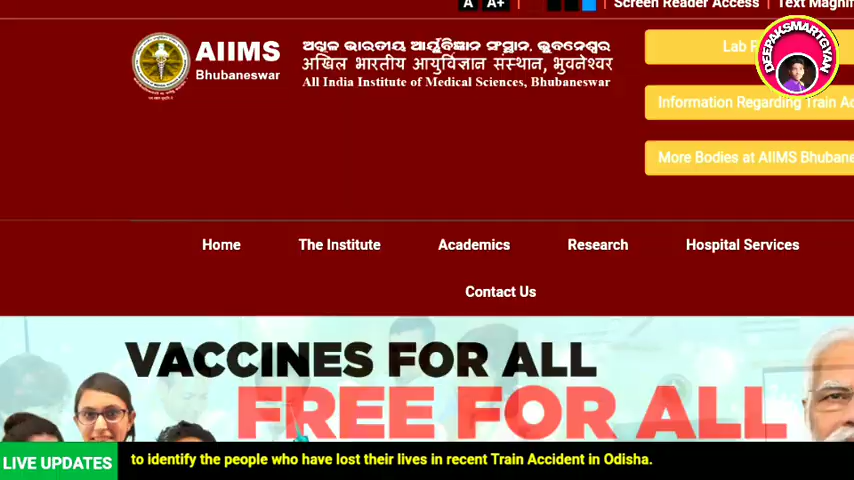 A A+ Screen Reader Access Text Magnif
AIIMS
Bhubaneswar
ଅଖିଳ ଭାରତୀୟ ଆୟୁର୍ବିଜ୍ଞାନ ସଂସ୍ଥାନ, ଭୁବନେଶ୍ୱର
अखिल भारतीय आयुर्विज्ञान संस्थान, भुवनेश्वर
All India Institute of Medical Sciences, Bhubaneswar
Lab
DEEPAKSMARTGYAN
Information Regarding Train Ac
More Bodies at AIIMS Bhubane
Home The Institute Academics Research Hospital Services
Contact Us
VACCINES FOR ALL
FREE FOR ALL
LIVE UPDATES to identify the people who have lost their lives in recent Train Accident in Odisha.